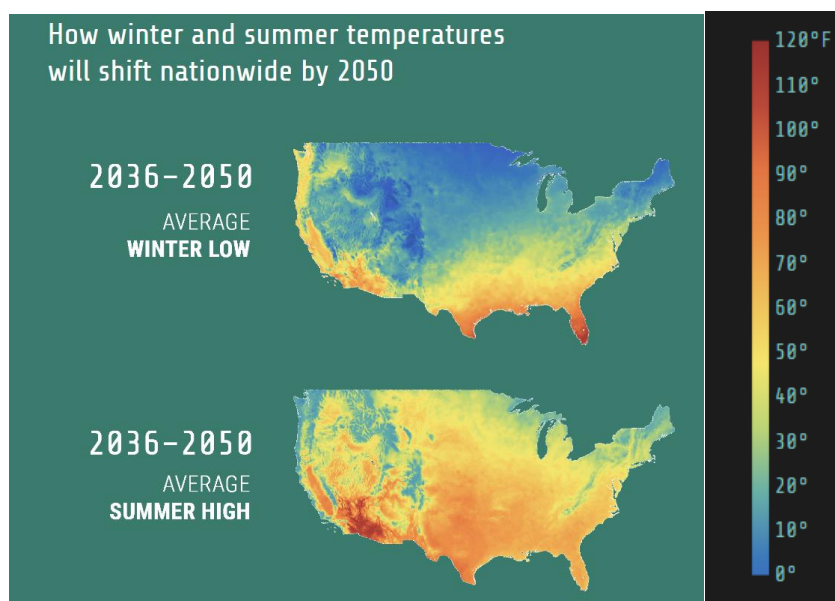 How winter and summer temperatures
will shift nationwide by 2050
2036–2050
AVERAGE
WINTER LOW
2036–2050
AVERAGE
SUMMER HIGH
120°F
110°
100°
90°
80°
70°
60°
50°
40°
30°
20°
10°
0°